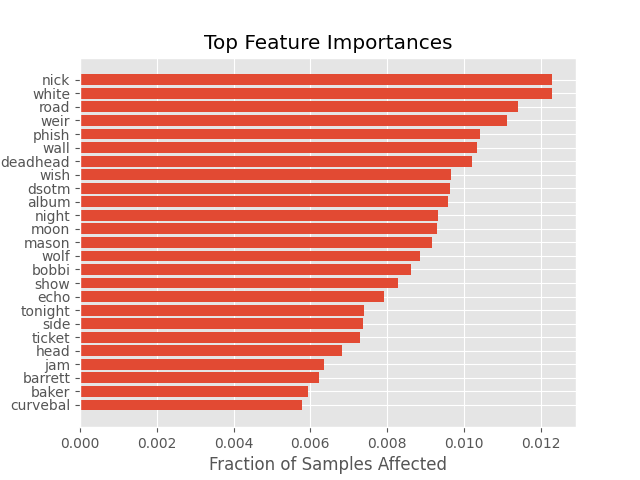 Top Feature Importances
nick
white
road
weir
phish
wall
deadhead
wish
dsotm
album
night
moon
mason
wolf
bobbi
show
echo
tonight
side
ticket
head
jam
barrett
baker
curvebal
0.000 0.002 0.004 0.006 0.008 0.010 0.012
Fraction of Samples Affected